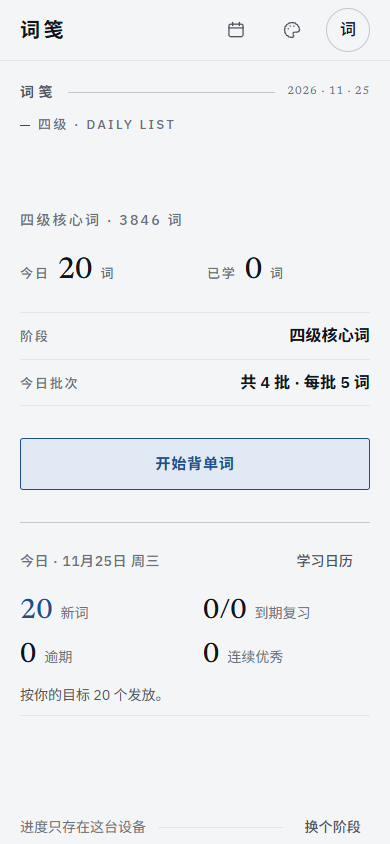 词笺
词
词笺 2026 · 11 · 25
— 四级 · DAILY LIST
四级核心词 · 3846 词
今日 20 词 已学 0 词
阶段 四级核心词
今日批次 共 4 批 · 每批 5 词
开始背单词
今日 · 11月25日 周三 学习日历
20 新词 0/0 到期复习
0 逾期 0 连续优秀
按你的目标 20 个发放。
进度只存在这台设备 换个阶段